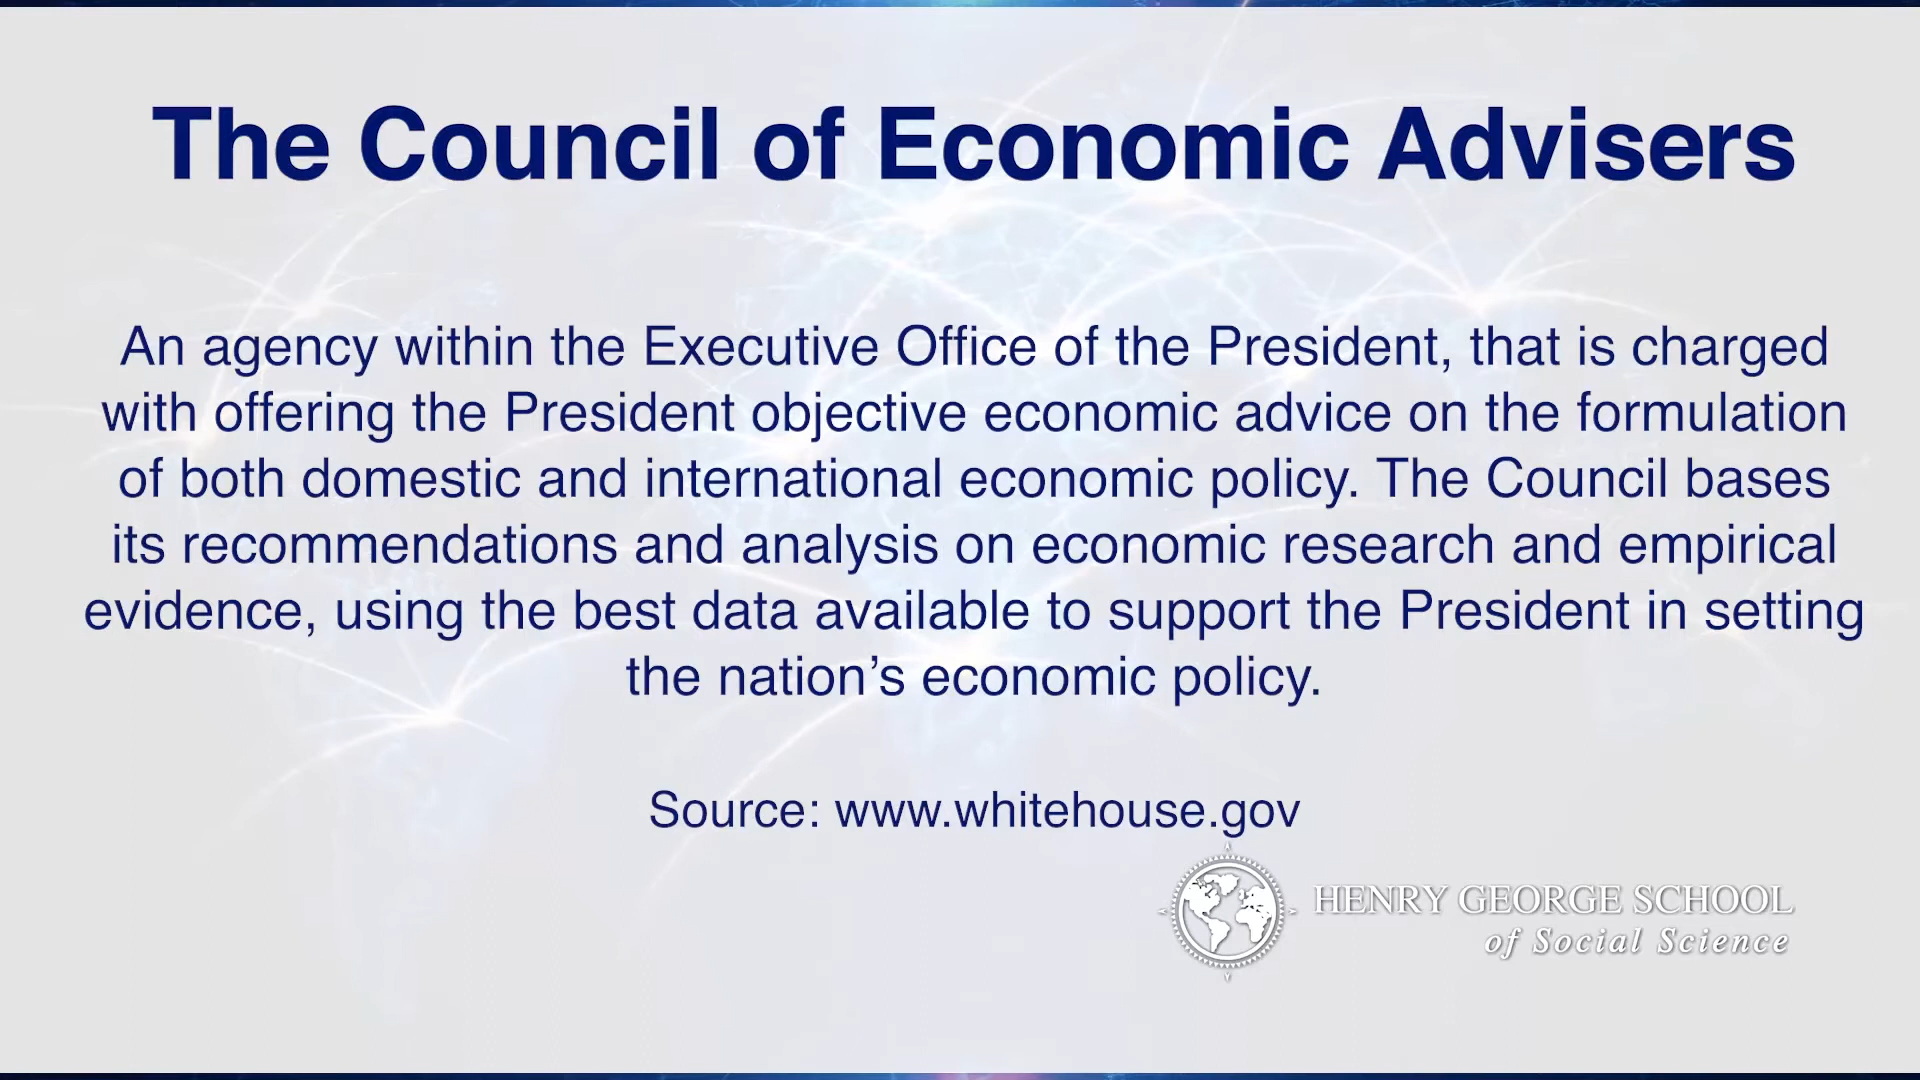 The Council of Economic Advisers
An agency within the Executive Office of the President, that is charged
with offering the President objective economic advice on the formulation
of both domestic and international economic policy. The Council bases
its recommendations and analysis on economic research and empirical
evidence, using the best data available to support the President in setting
the nation’s economic policy.
Source: www.whitehouse.gov
HENRY GEORGE SCHOOL
of Social Science